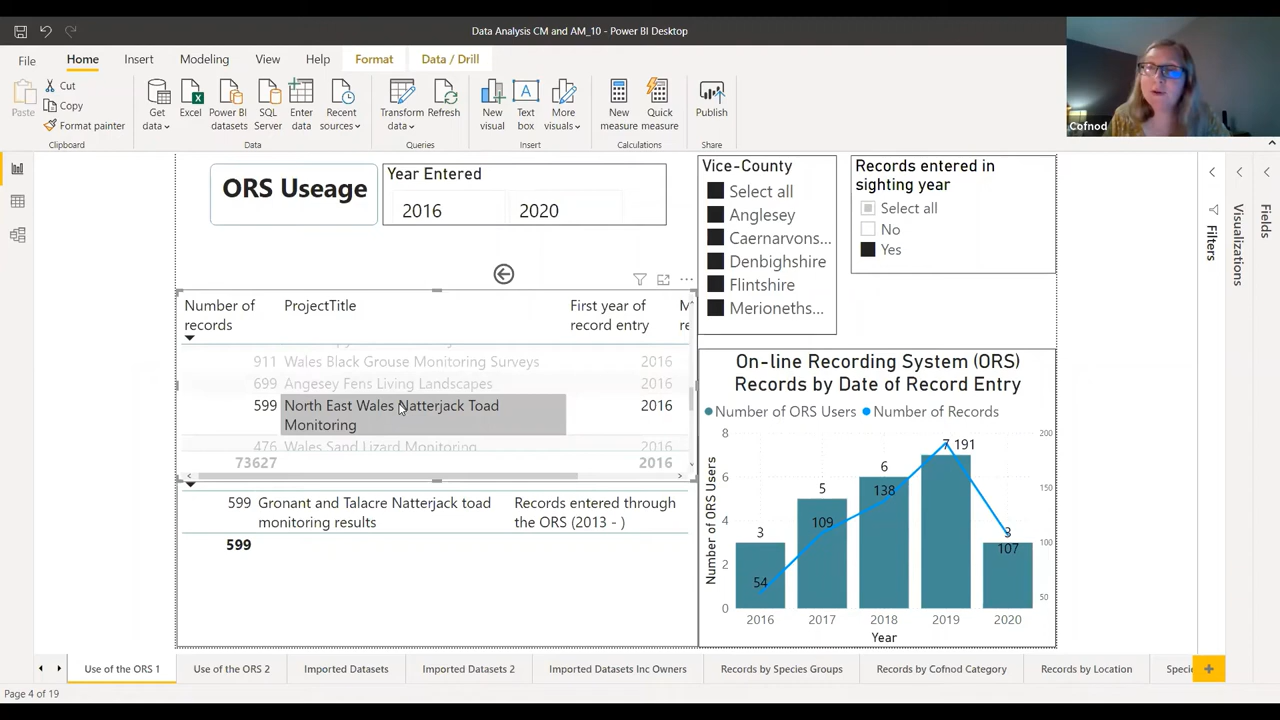 Data Analysis CM and AM_10 - Power BI Desktop
File Home Insert Modeling View Help Format Data / Drill
Paste
Cut
Copy
Format painter
Get data
Excel
Power BI datasets
SQL Server
Enter data
Recent sources
Transform data
Refresh
New visual
Text box
More visuals
New measure
Quick measure
Publish
Clipboard Data Queries Insert Calculations Share
Cofnod
ORS Useage
Year Entered
2016 2020
Vice-County
Select all
Anglesey
Caernarvons...
Denbighshire
Flintshire
Merioneths...
Records entered in
sighting year
Select all
No
Yes
Filters
Visualizations
Fields
Number of records ProjectTitle First year of record entry
911 Wales Black Grouse Monitoring Surveys 2016
699 Angesey Fens Living Landscapes 2016
599 North East Wales Natterjack Toad 2016
Monitoring
476 Wales Sand Lizard Monitoring 2016
73627 2016
599 Gronant and Talacre Natterjack toad Records entered through
monitoring results the ORS (2013 - )
599
On-line Recording System (ORS)
Records by Date of Record Entry
Number of ORS Users Number of Records
Number of ORS Users
8
6
4
2
0
200
150
100
50
3 5 6 7 3
54 109 138 191 107
2016 2017 2018 2019 2020
Year
Use of the ORS 1 Use of the ORS 2 Imported Datasets Imported Datasets 2 Imported Datasets Inc Owners Records by Species Groups Records by Cofnod Category Records by Location Specie
Page 4 of 19